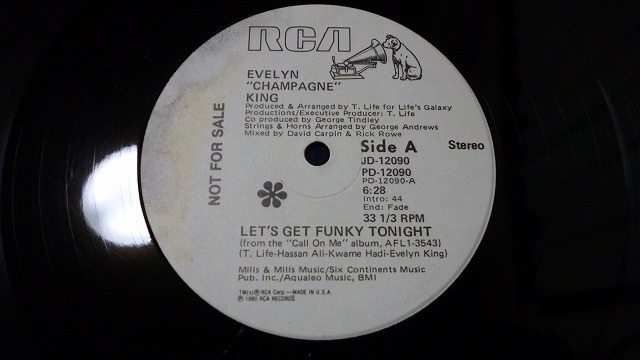 RCA
EVELYN
"CHAMPAGNE"
KING
Produced & Arranged by T. Life for Life's Galaxy
Productions/Executive Producer: T. Life
Co produced by George Tindley
Strings & Horns Arranged by George Andrews
Mixed by David Carpin & Rick Rowe
NOT FOR SALE
Side A
Stereo
JD-12090
PD-12090
PD-12090-A
6:28
Intro: 44
End: Fade
33 1/3 RPM
LET'S GET FUNKY TONIGHT
(from the "Call On Me" album, AFL1-3543)
(T. Life-Hassan Ali-Kwame Hadi-Evelyn King)
Mills & Mills Music/Six Continents Music
Pub. Inc./Aqualeo Music, BMI
TM(s)® RCA Corp —MADE IN U.S.A.
℗ 1980 RCA RECORDS